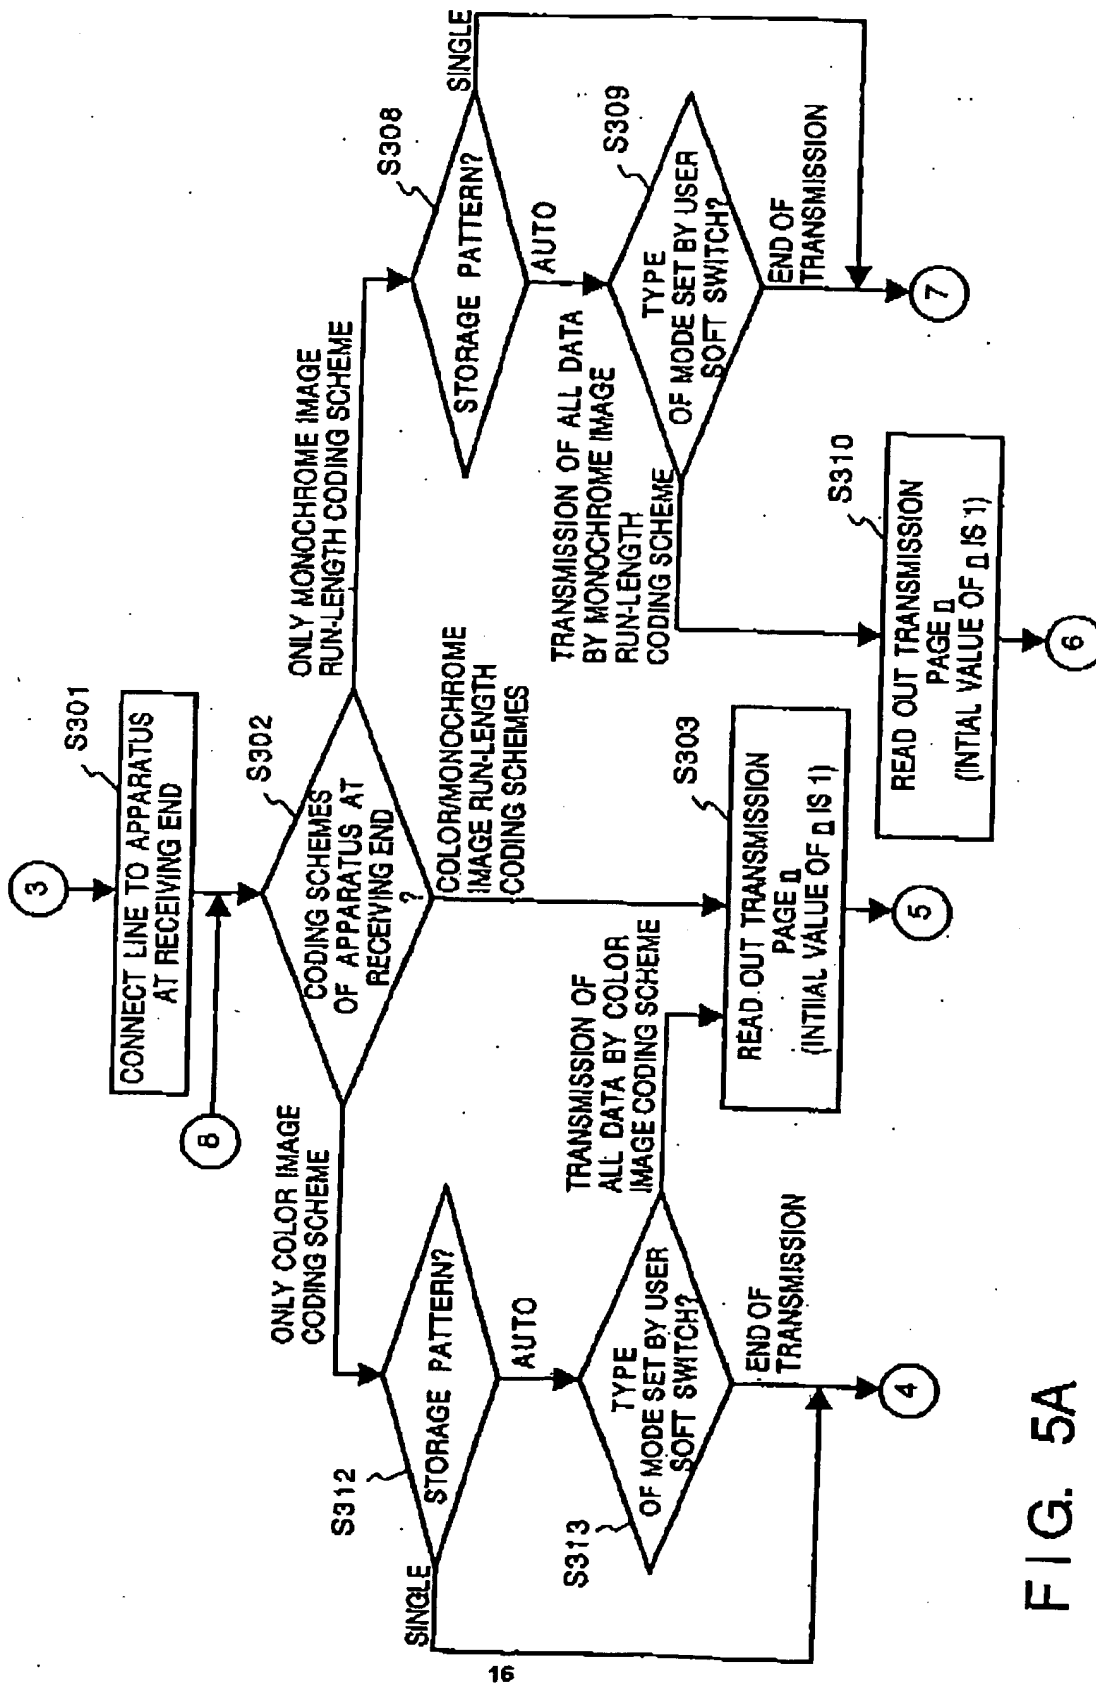 3
S301
CONNECT LINE TO APPARATUS
AT RECEIVING END
8
S302
CODING SCHEMES
OF APPARATUS AT
RECEIVING END
?
ONLY COLOR IMAGE
CODING SCHEME
ONLY MONOCHROME IMAGE
RUN-LENGTH CODING SCHEME
COLOR/MONOCHROME
IMAGE RUN-LENGTH
CODING SCHEMES
S312
STORAGE PATTERN?
SINGLE
AUTO
S308
STORAGE PATTERN?
SINGLE
AUTO
S313
TYPE
OF MODE SET BY USER
SOFT SWITCH?
TRANSMISSION OF
ALL DATA BY COLOR
IMAGE CODING SCHEME
END OF
TRANSMISSION
4
S303
READ OUT TRANSMISSION
PAGE n
(INTIIAL VALUE OF n IS 1)
5
S309
TYPE
OF MODE SET BY USER
SOFT SWITCH?
TRANSMISSION OF ALL DATA
BY MONOCHROME IMAGE
RUN-LENGTH
CODING SCHEME
END OF
TRANSMISSION
7
S310
READ OUT TRANSMISSION
PAGE n
(INTIAL VALUE OF n IS 1)
6
FIG. 5A
16